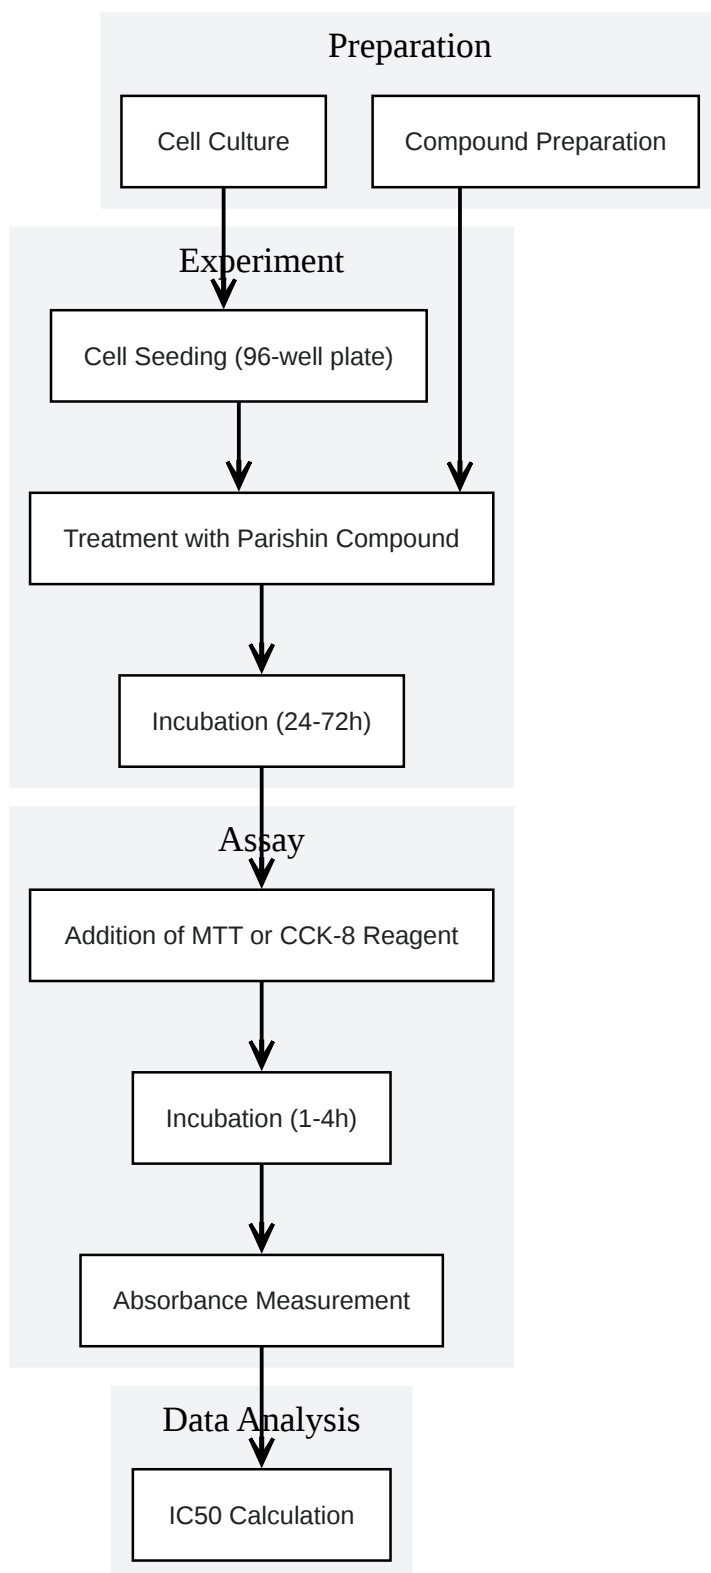 Preparation
Cell Culture
Compound Preparation
Experiment
Cell Seeding (96-well plate)
Treatment with Parishin Compound
Incubation (24-72h)
Assay
Addition of MTT or CCK-8 Reagent
Incubation (1-4h)
Absorbance Measurement
Data Analysis
IC50 Calculation